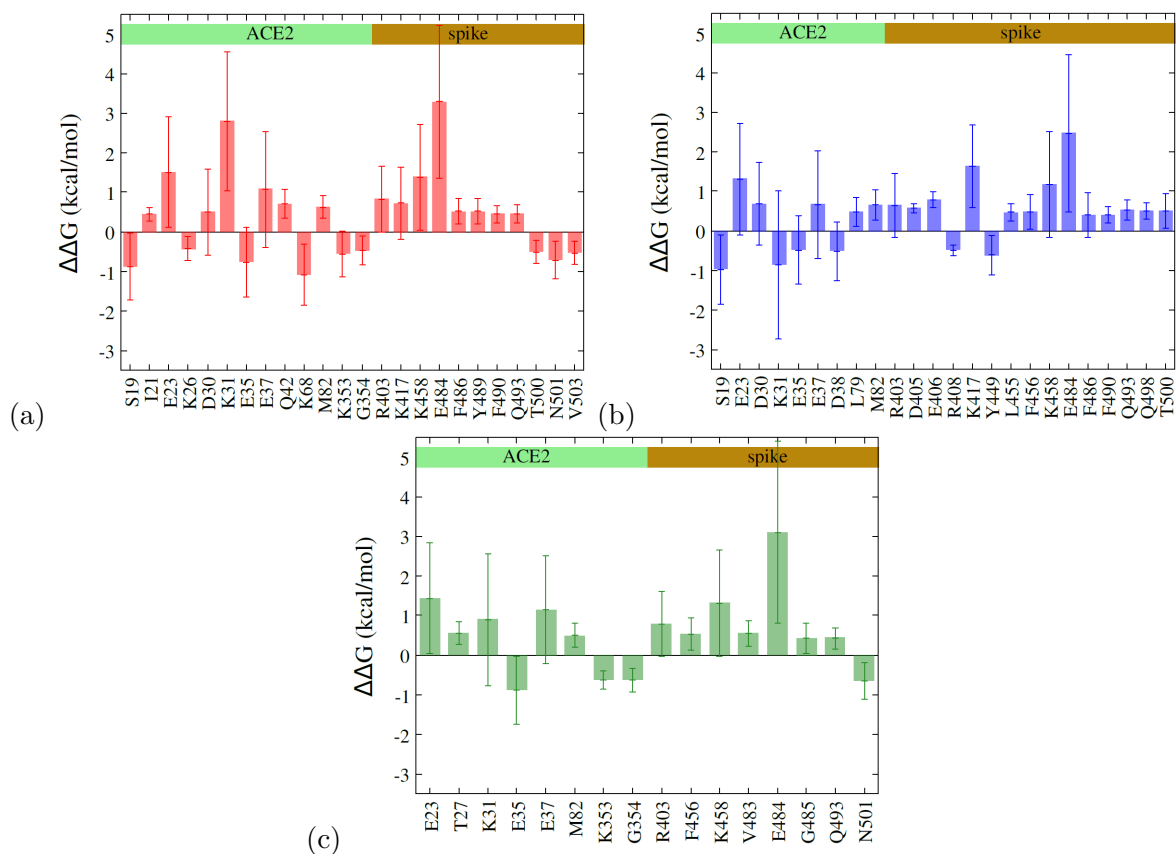 ACE2 spike
5
4
3
2
1
0
-1
-2
-3
ΔΔG (kcal/mol)
S19 I21 E23 K26 D30 K31 E35 E37 Q42 K68 M82 K353 G354 R403 K417 K458 E484 F486 Y489 F490 Q493 T500 N501 V503
(a)
ACE2 spike
5
4
3
2
1
0
-1
-2
-3
ΔΔG (kcal/mol)
S19 E23 D30 K31 E35 E37 D38 L79 M82 R403 D405 E406 R408 K417 Y449 L455 F456 K458 E484 F486 F490 Q493 Q498 T500
(b)
ACE2 spike
5
4
3
2
1
0
-1
-2
-3
ΔΔG (kcal/mol)
E23 T27 K31 E35 E37 M82 K353 G354 R403 F456 K458 V483 E484 G485 Q493 N501
(c)